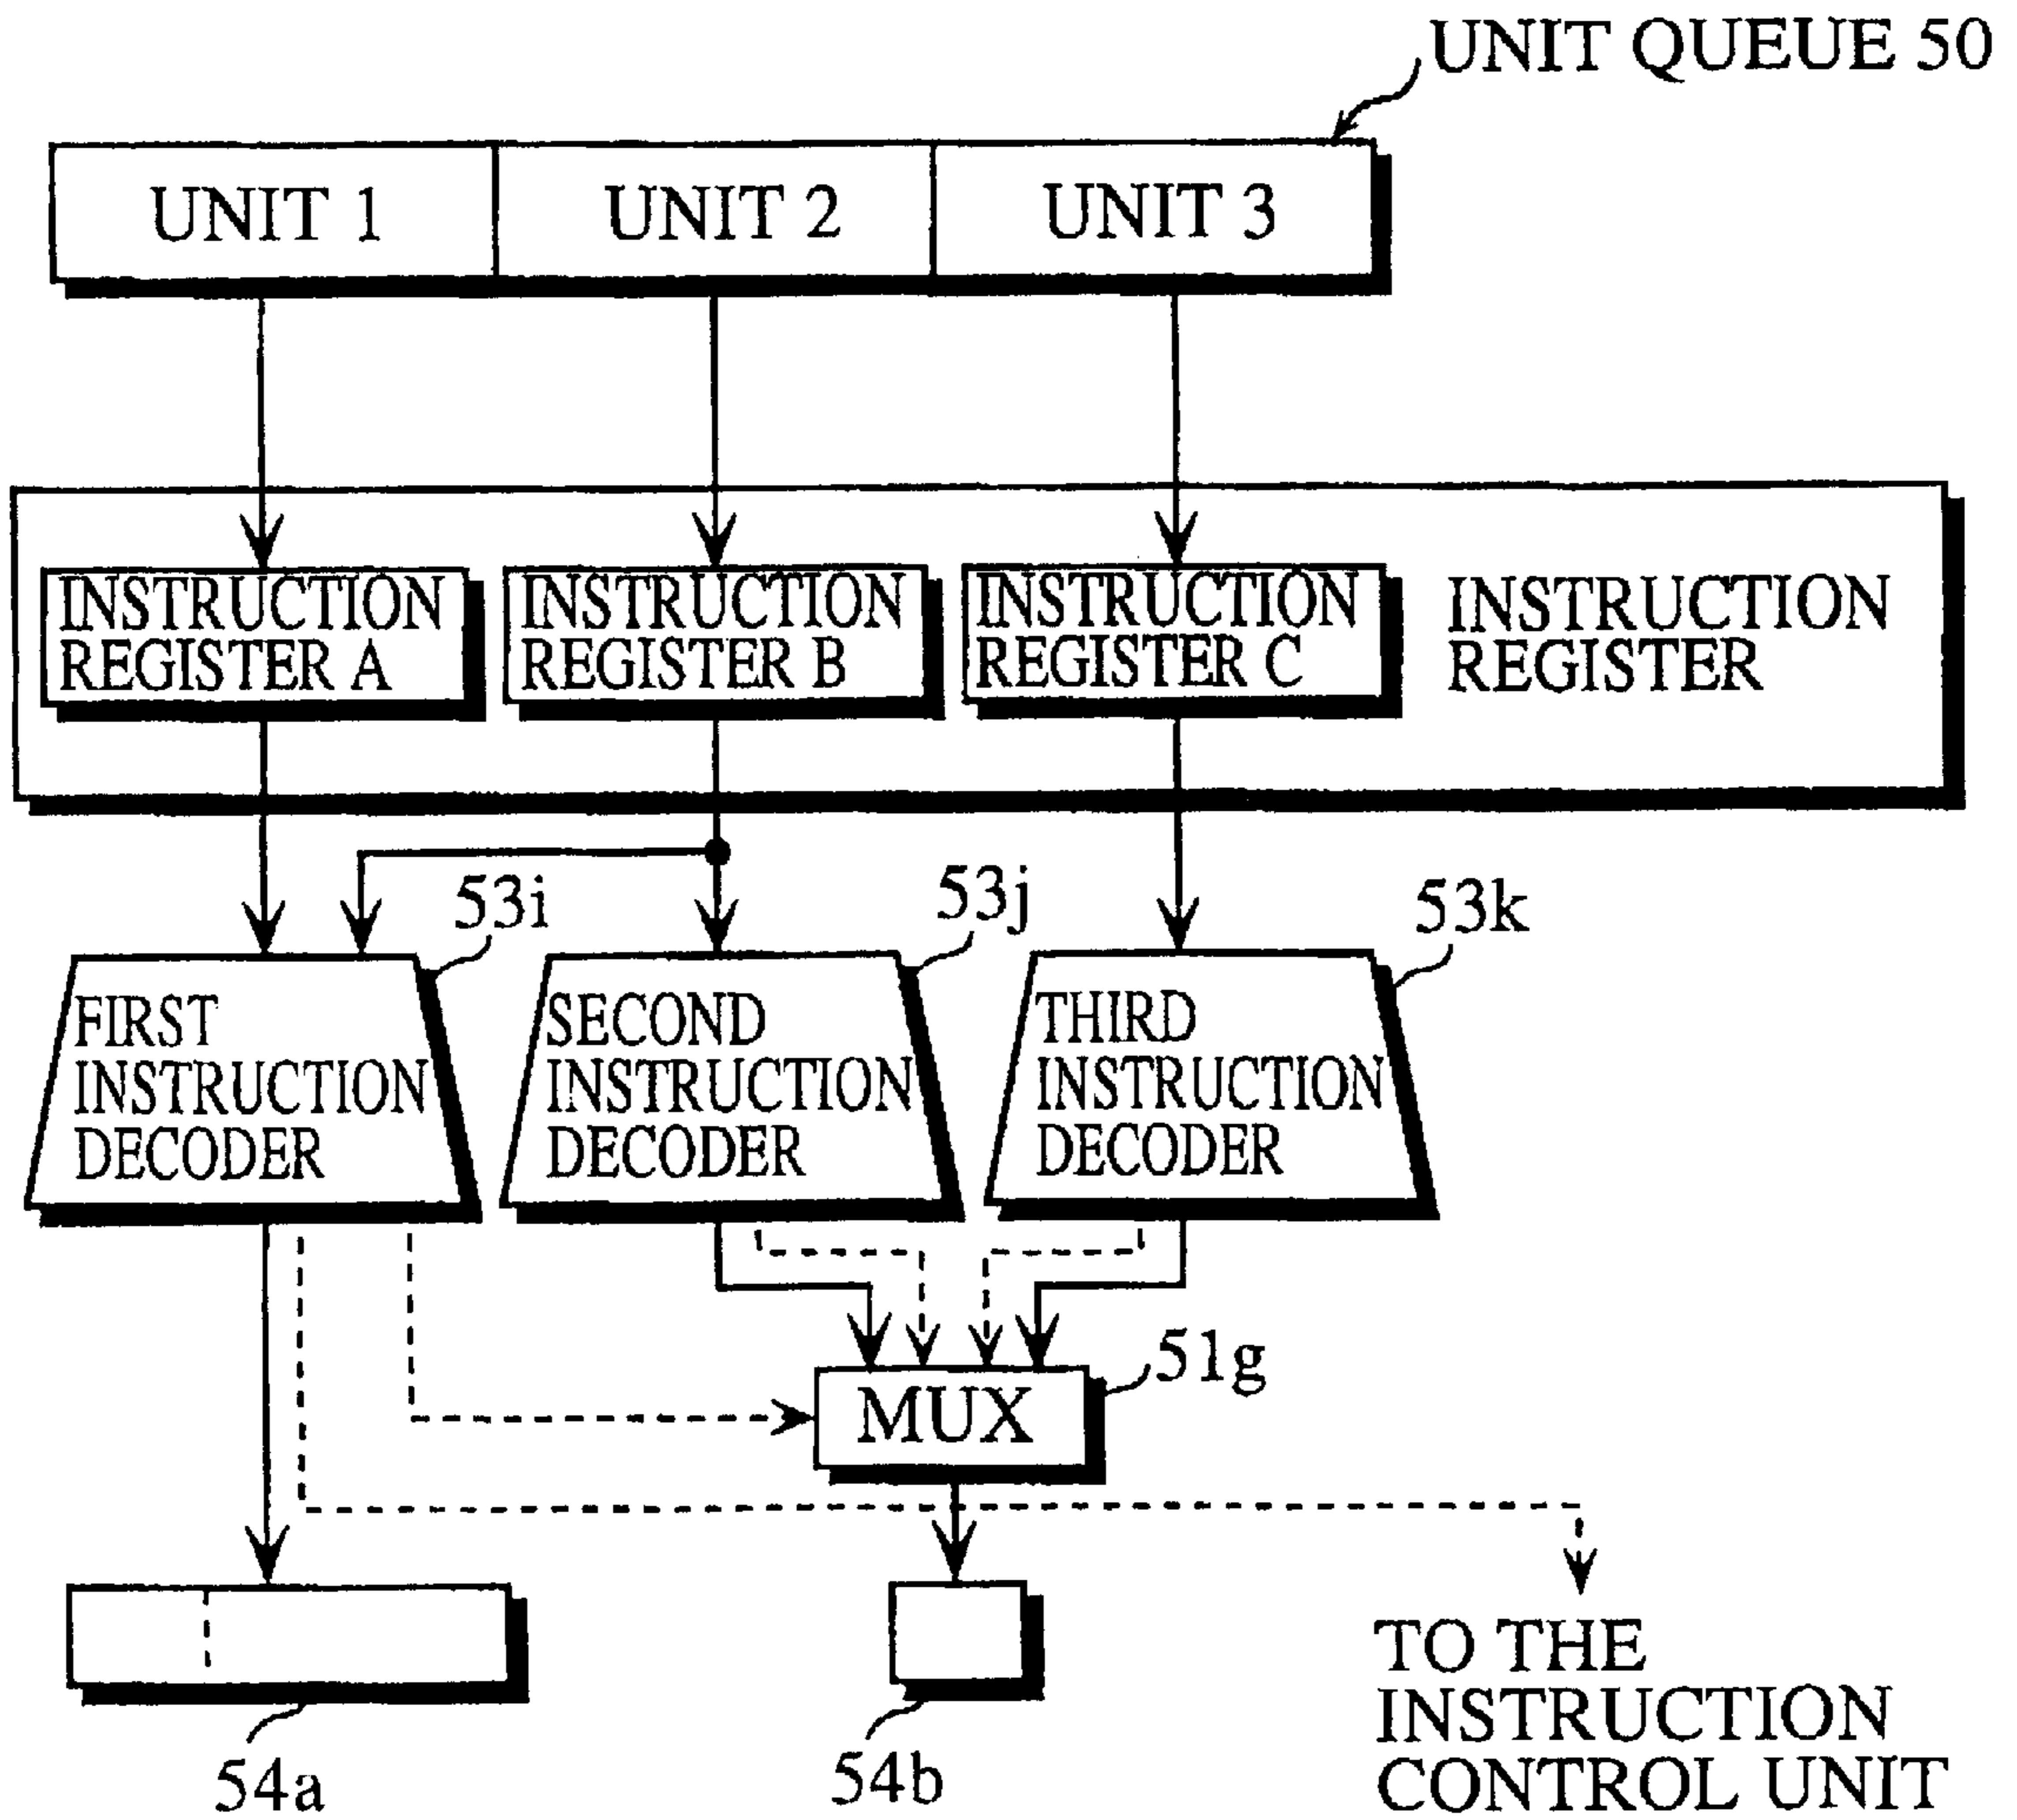 UNIT QUEUE 50
UNIT 1
UNIT 2
UNIT 3
INSTRUCTION
REGISTER A
INSTRUCTION
REGISTER B
INSTRUCTION
REGISTER C
INSTRUCTION
REGISTER
53i
53j
53k
FIRST
INSTRUCTION
DECODER
SECOND
INSTRUCTION
DECODER
THIRD
INSTRUCTION
DECODER
51g
MUX
54a
54b
TO THE
INSTRUCTION
CONTROL UNIT